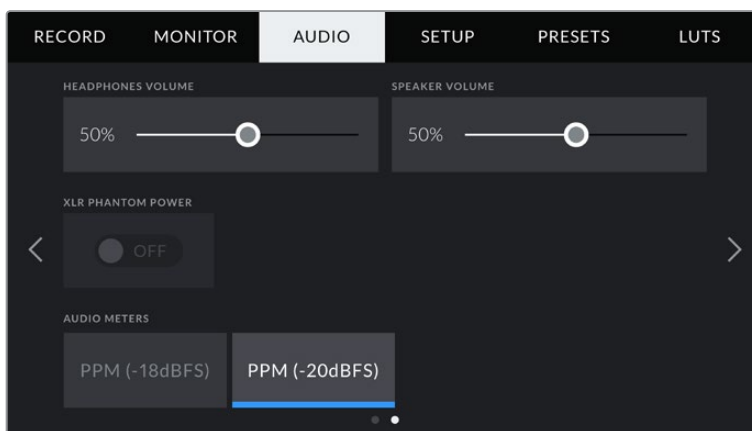 RECORD MONITOR AUDIO SETUP PRESETS LUTS
HEADPHONES VOLUME SPEAKER VOLUME
50% 50%
XLR PHANTOM POWER
OFF
AUDIO METERS
PPM (-18dBFS) PPM (-20dBFS)